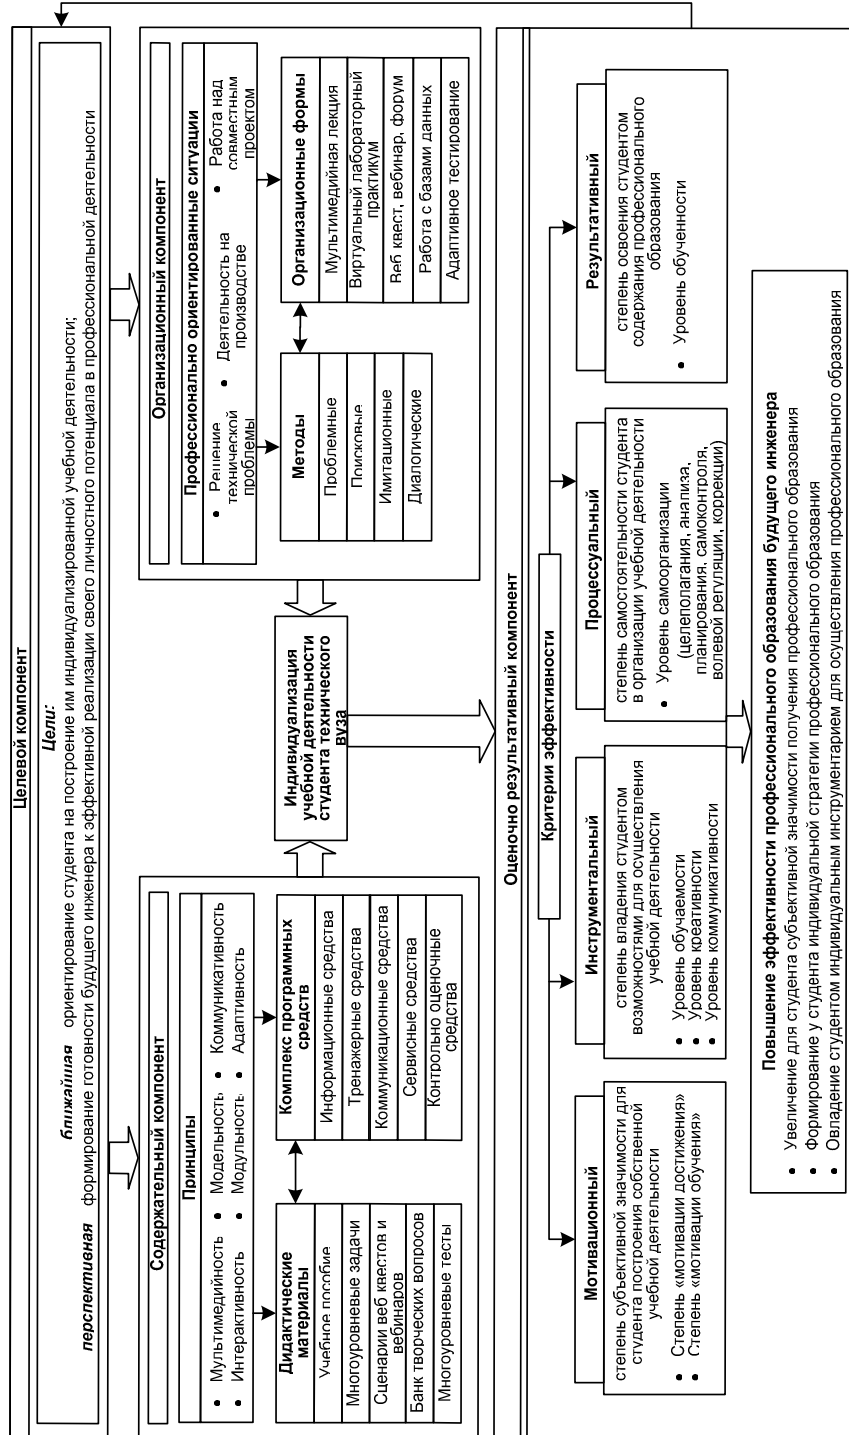 Целевой компонент
Цели:
ближайшая ориентирование студента на построение им индивидуализированной учебной деятельности;
перспективная формирование готовности будущего инженера к эффективной реализации своего личностного потенциала в профессиональной деятельности
Содержательный компонент
Принципы
• Мультимедийность
• Интерактивность
• Модельность
• Модульность
• Коммуникативность
• Адаптивность
Дидактические
материалы
Учебное пособие
Многоуровневые задачи
Сценарии веб квестов и
вебинаров
Банк творческих вопросов
Многоуровневые тесты
Комплекс программных
средств
Информационные средства
Тренажерные средства
Коммуникационные средства
Сервисные средства
Контрольно оценочные
средства
Индивидуализация
учебной деятельности
студента технического
вуза
Организационный компонент
Профессионально ориентированные ситуации
• Решение
технической
проблемы
• Деятельность на
производстве
• Работа над
совместным
проектом
Методы
Проблемные
Поисковые
Имитационные
Диалогические
Организационные формы
Мультимедийная лекция
Виртуальный лабораторный
практикум
Веб квест, вебинар, форум
Работа с базами данных
Адаптивное тестирование
Оценочно результативный компонент
Критерии эффективности
Мотивационный
степень субъективной значимости для
студента построения собственной
учебной деятельности
• Степень «мотивации достижения»
• Степень «мотивации обучения»
Инструментальный
степень владения студентом
возможностями для осуществления
учебной деятельности
• Уровень обучаемости
• Уровень креативности
• Уровень коммуникативности
Процессуальный
степень самостоятельности студента
в организации учебной деятельности
• Уровень самоорганизации
(целеполагания, анализа,
планирования, самоконтроля,
волевой регуляции, коррекции)
Результативный
степень освоения студентом
содержания профессионального
образования
• Уровень обученности
Повышение эффективности профессионального образования будущего инженера
• Увеличение для студента субъективной значимости получения профессионального образования
• Формирование у студента индивидуальной стратегии профессионального образования
• Овладение студентом индивидуальным инструментарием для осуществления профессионального образования